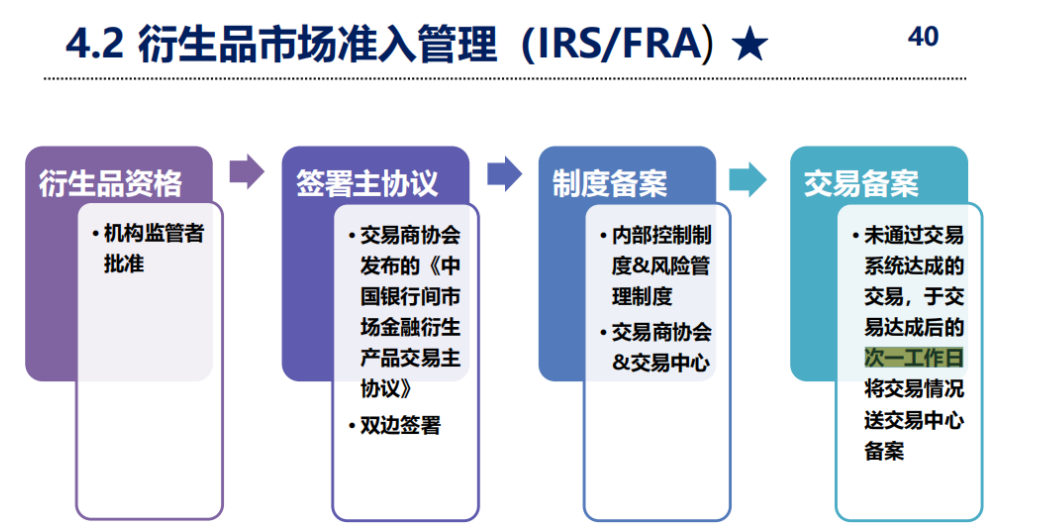 4.2 衍生品市场准入管理（IRS/FRA）★
40
衍生品资格
•机构监管者
批准
签署主协议
•交易商协会
发布的《中
国银行间市
场金融衍生
产品交易主
协议》
•双边签署
制度备案
•内部控制制
度&风险管
理制度
•交易商协会
&交易中心
交易备案
•未通过交易
系统达成的
交易，于交
易达成后的
次一工作日
将交易情况
送交易中心
备案